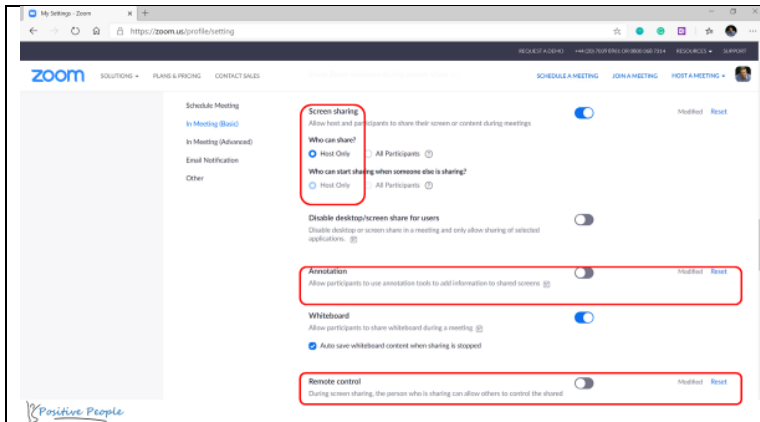 My Settings - Zoom
https://zoom.us/profile/setting
REQUEST A DEMO
RESOURCES
SUPPORT
zoom
SOLUTIONS
PLANS & PRICING
CONTACT SALES
SCHEDULE A MEETING
JOIN A MEETING
HOST A MEETING
Schedule Meeting
In Meeting (Basic)
In Meeting (Advanced)
Email Notification
Other
Screen sharing
Modified Reset
Allow host and participants to share their screen or content during meetings
Who can share?
Host Only All Participants
Who can start sharing when someone else is sharing?
Host Only All Participants
Disable desktop/screen share for users
Disable desktop or screen share in a meeting and only allow sharing of selected
applications.
Annotation
Modified Reset
Allow participants to use annotation tools to add information to shared screens
Whiteboard
Allow participants to share whiteboard during a meeting
Auto save whiteboard content when sharing is stopped
Remote control
Modified Reset
During screen sharing, the person who is sharing can allow others to control the shared
Positive People